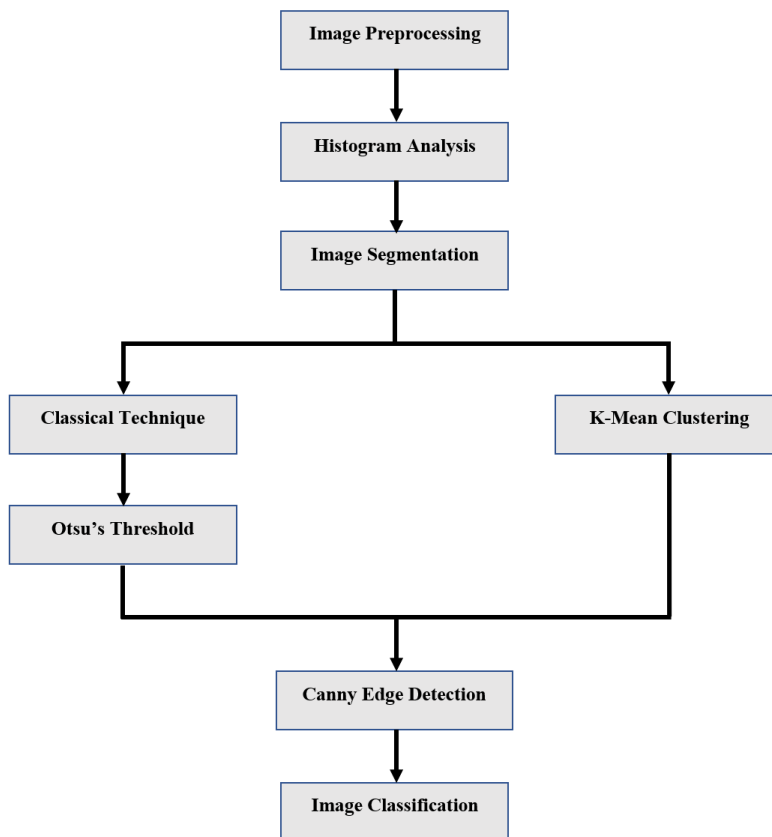 Image Preprocessing
Histogram Analysis
Image Segmentation
Classical Technique
K-Mean Clustering
Otsu’s Threshold
Canny Edge Detection
Image Classification